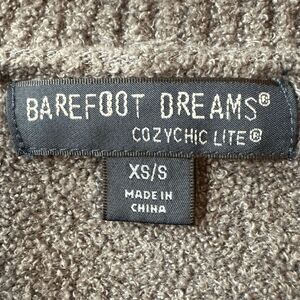 BAREFOOT DREAMS®
COZYCHIC LITE®
XS/S
MADE IN
CHINA